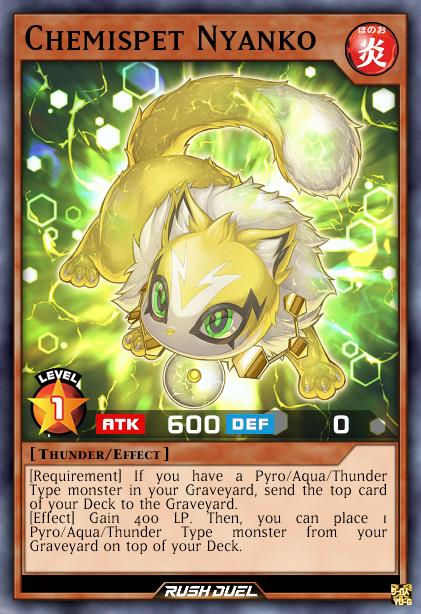 Chemispet Nyanko
ほのお
炎
LEVEL
1
ATK 600 DEF 0
[Thunder/Effect]
[Requirement] If you have a Pyro/Aqua/Thunder
Type monster in your Graveyard, send the top card
of your Deck to the Graveyard.
[Effect] Gain 400 LP. Then, you can place 1
Pyro/Aqua/Thunder Type monster from your
Graveyard on top of your Deck.
RUSH DUEL